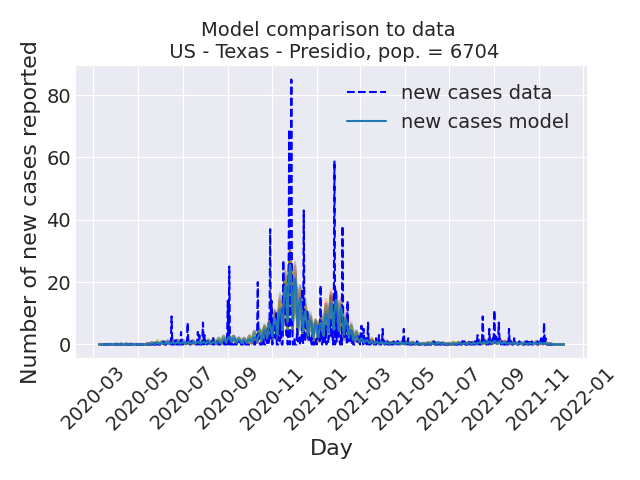 Model comparison to data
US - Texas - Presidio, pop. = 6704
Number of new cases reported
80
60
40
20
0
new cases data
new cases model
2020-03
2020-05
2020-07
2020-09
2020-11
2021-01
2021-03
2021-05
2021-07
2021-09
2021-11
2022-01
Day